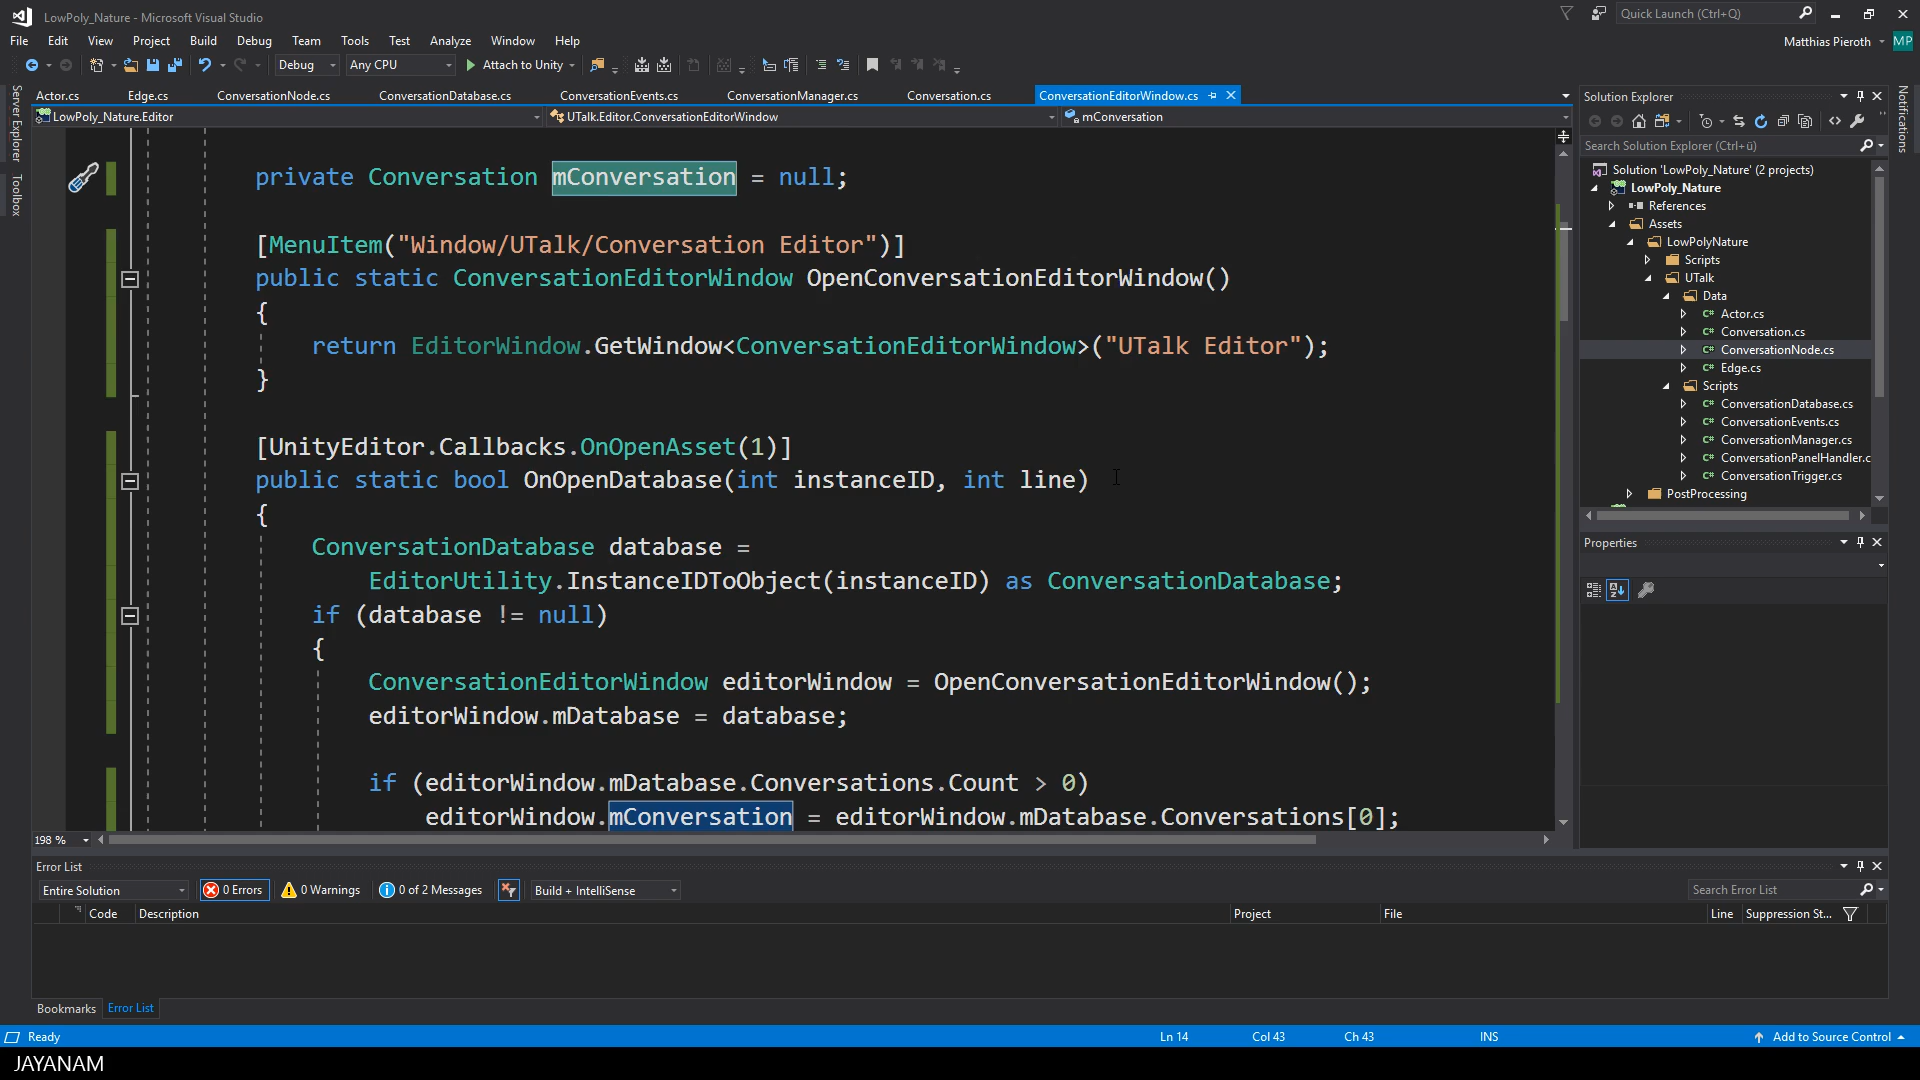 LowPoly_Nature - Microsoft Visual Studio
Quick Launch (Ctrl+Q)
File Edit View Project Build Debug Team Tools Test Analyze Window Help
Matthias Pieroth MP
Debug Any CPU Attach to Unity
Actor.cs Edge.cs ConversationNode.cs ConversationDatabase.cs ConversationEvents.cs ConversationManager.cs Conversation.cs ConversationEditorWindow.cs
LowPoly_Nature.Editor UTalk.Editor.ConversationEditorWindow mConversation
Server Explorer
Toolbox
private Conversation mConversation = null;
[MenuItem("Window/UTalk/Conversation Editor")]
public static ConversationEditorWindow OpenConversationEditorWindow()
{
return EditorWindow.GetWindow<ConversationEditorWindow>("UTalk Editor");
}
[UnityEditor.Callbacks.OnOpenAsset(1)]
public static bool OnOpenDatabase(int instanceID, int line)
{
ConversationDatabase database =
EditorUtility.InstanceIDToObject(instanceID) as ConversationDatabase;
if (database != null)
{
ConversationEditorWindow editorWindow = OpenConversationEditorWindow();
editorWindow.mDatabase = database;
if (editorWindow.mDatabase.Conversations.Count > 0)
editorWindow.mConversation = editorWindow.mDatabase.Conversations[0];
198 %
Solution Explorer
Search Solution Explorer (Ctrl+ü)
Solution 'LowPoly_Nature' (2 projects)
LowPoly_Nature
References
Assets
LowPolyNature
Scripts
UTalk
Data
C# Actor.cs
C# Conversation.cs
C# ConversationNode.cs
C# Edge.cs
Scripts
C# ConversationDatabase.cs
C# ConversationEvents.cs
C# ConversationManager.cs
C# ConversationPanelHandler.c
C# ConversationTrigger.cs
PostProcessing
Properties
Notifications
Error List
Entire Solution 0 Errors 0 Warnings 0 of 2 Messages Build + IntelliSense Search Error List
Code Description Project File Line Suppression St...
Bookmarks Error List
Ready Ln 14 Col 43 Ch 43 INS Add to Source Control
JAYANAM